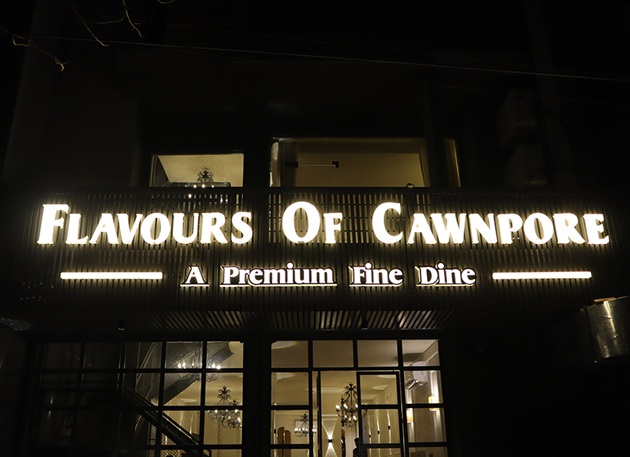 Flavours Of Cawnpore
A Premium Fine Dine